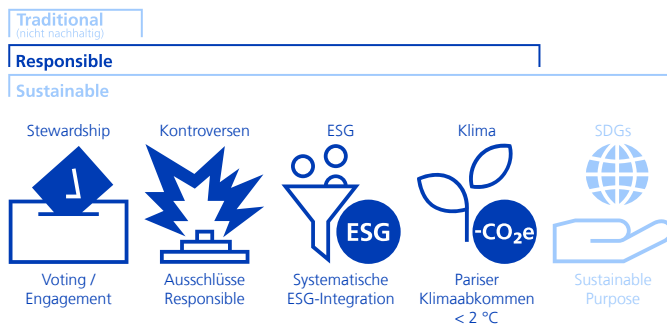 Traditional
(nicht nachhaltig)
Responsible
Sustainable
Stewardship
Kontroversen
ESG
Klima
SDGs
ESG
-CO₂e
Voting /
Engagement
Ausschlüsse
Responsible
Systematische
ESG-Integration
Pariser
Klimaabkommen
< 2 °C
Sustainable
Purpose